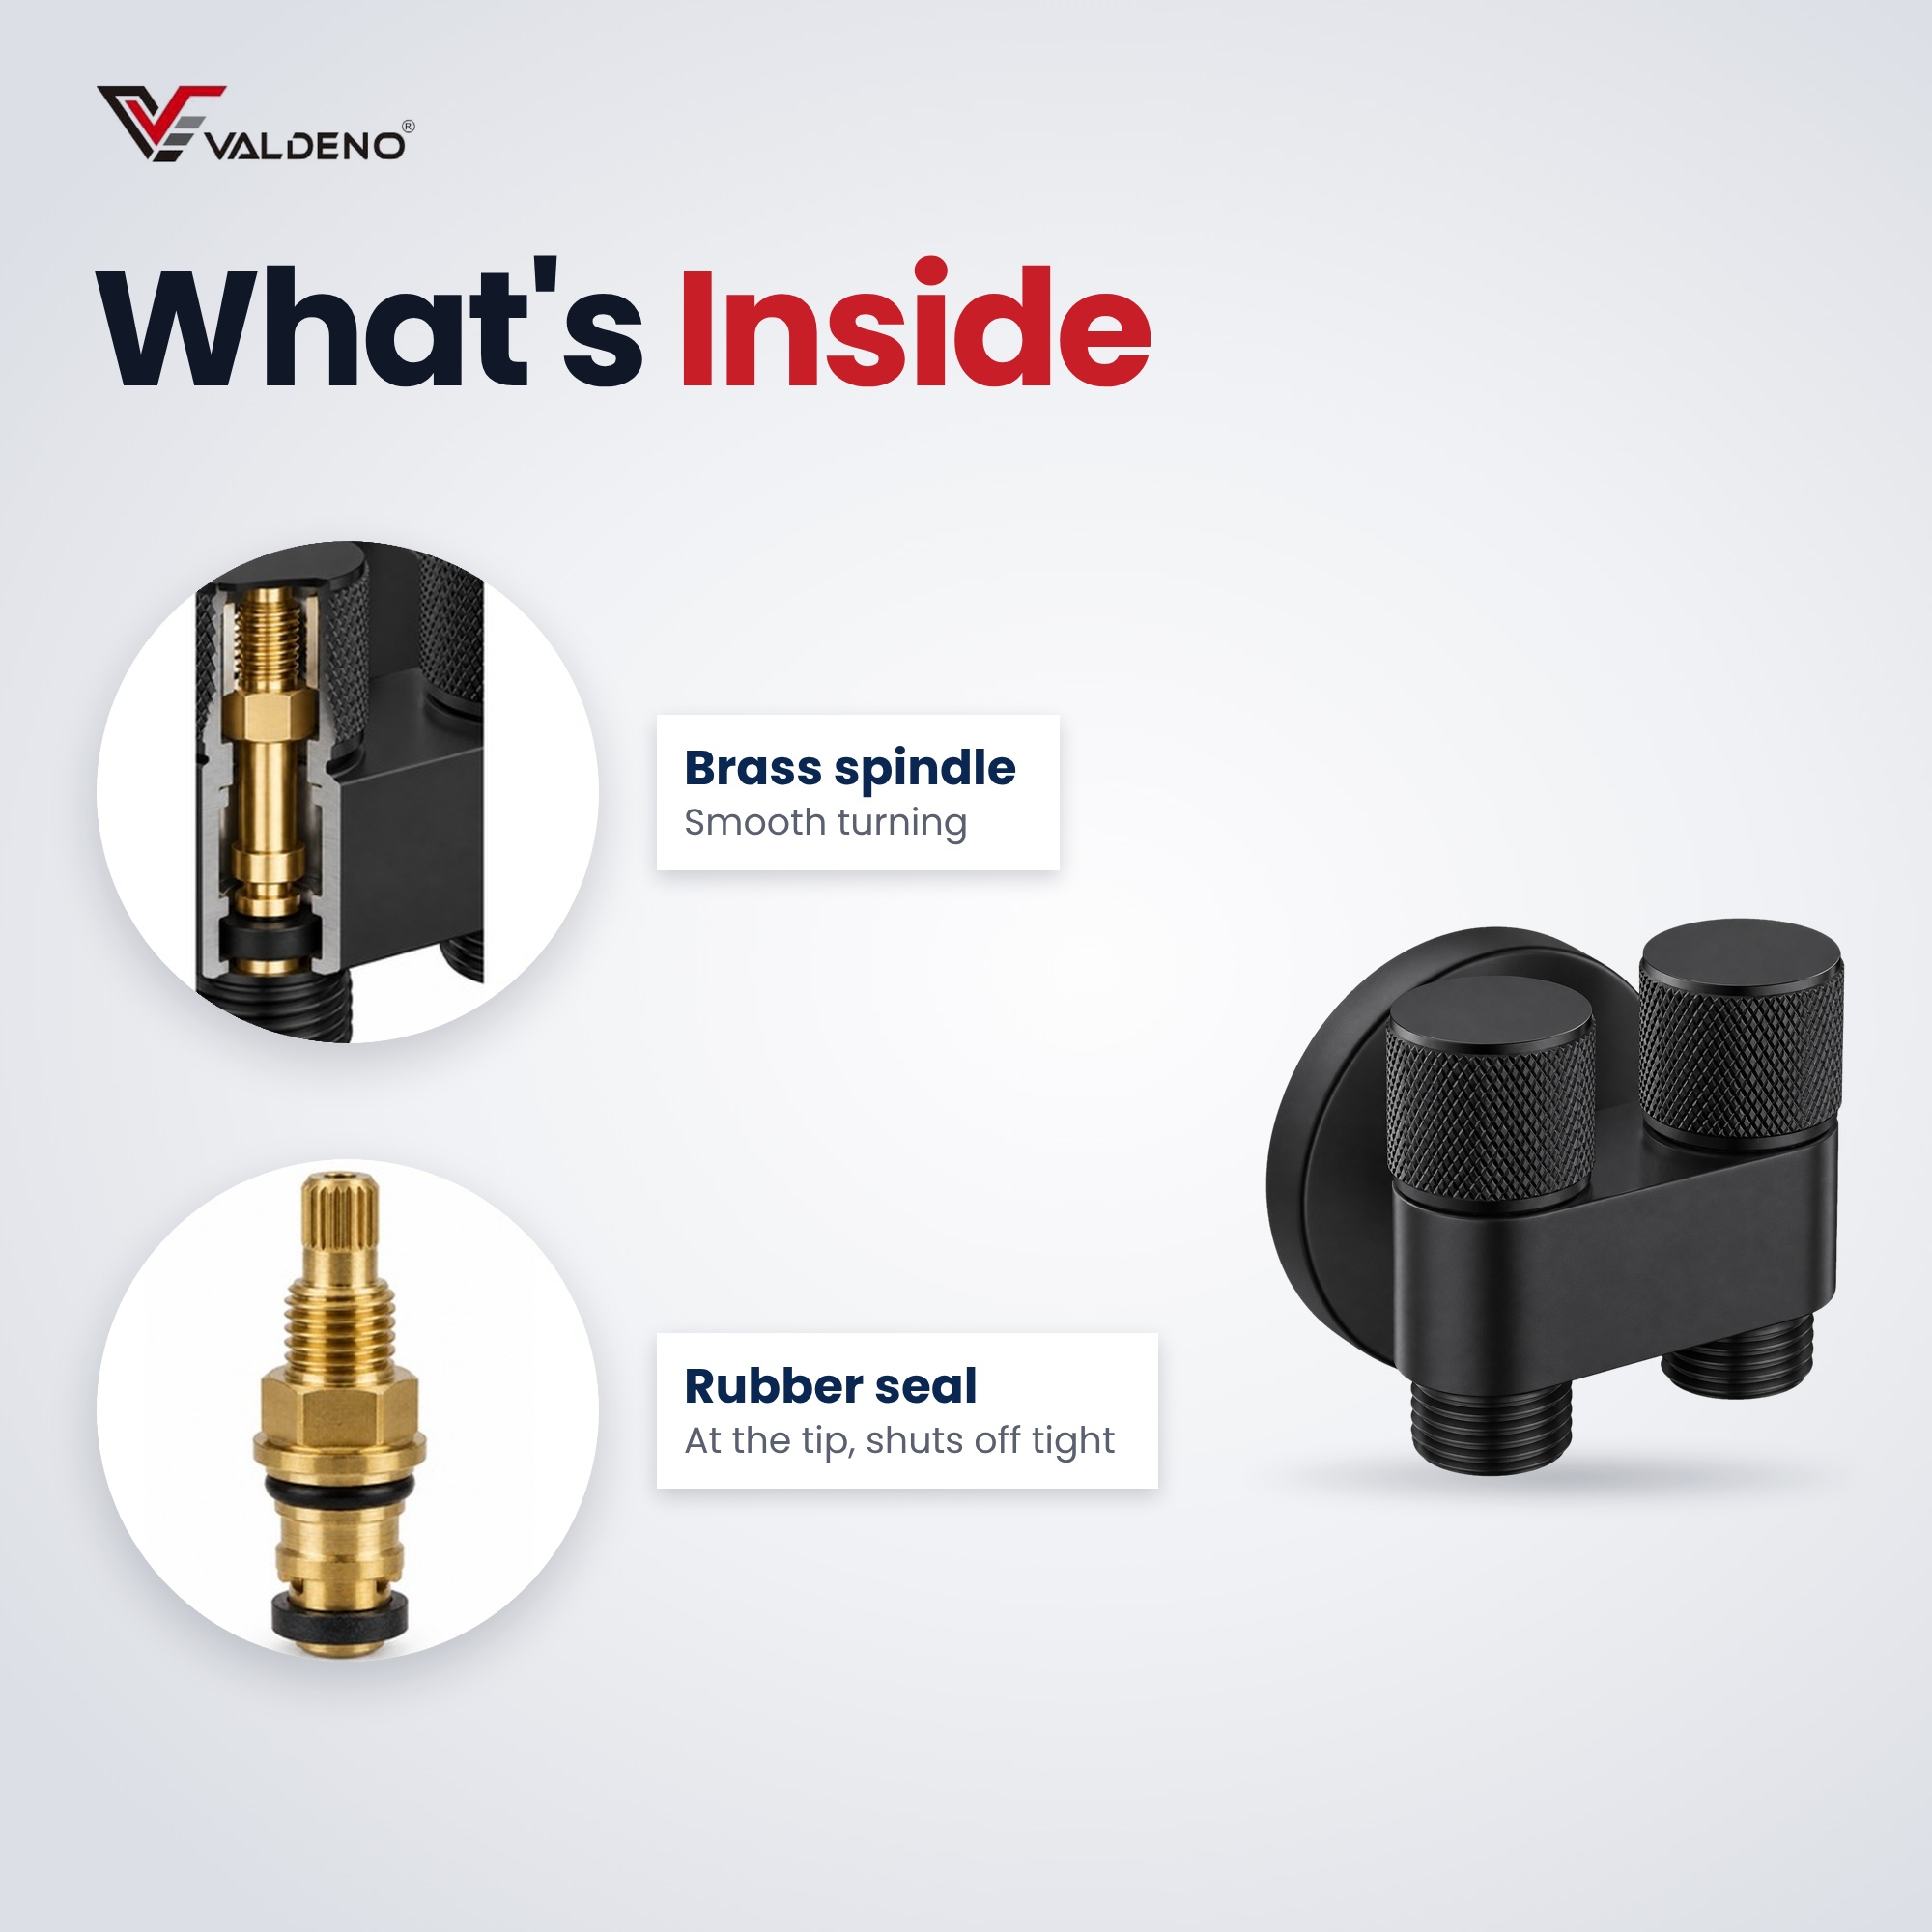 VALDENO®
What's Inside
Brass spindle
Smooth turning
Rubber seal
At the tip, shuts off tight